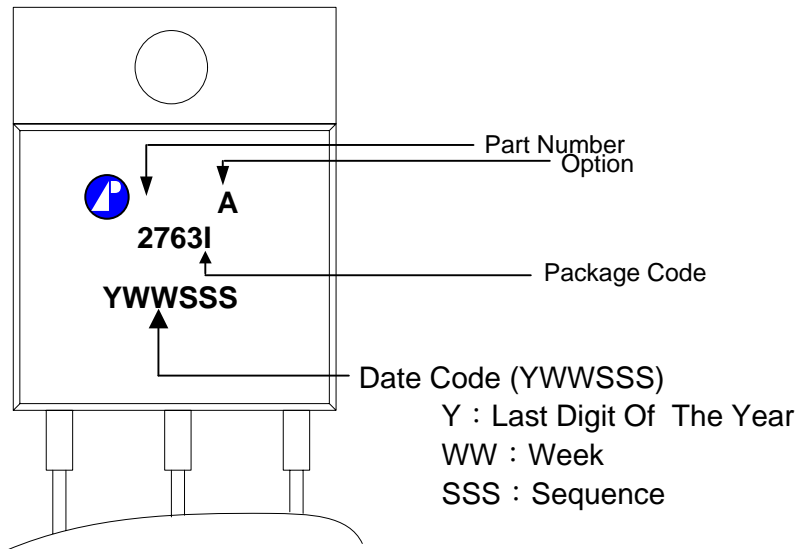 Part Number
Option
A
2763I
Package Code
YWWSSS
Date Code (YWWSSS)
Y：Last Digit Of The Year
WW：Week
SSS：Sequence